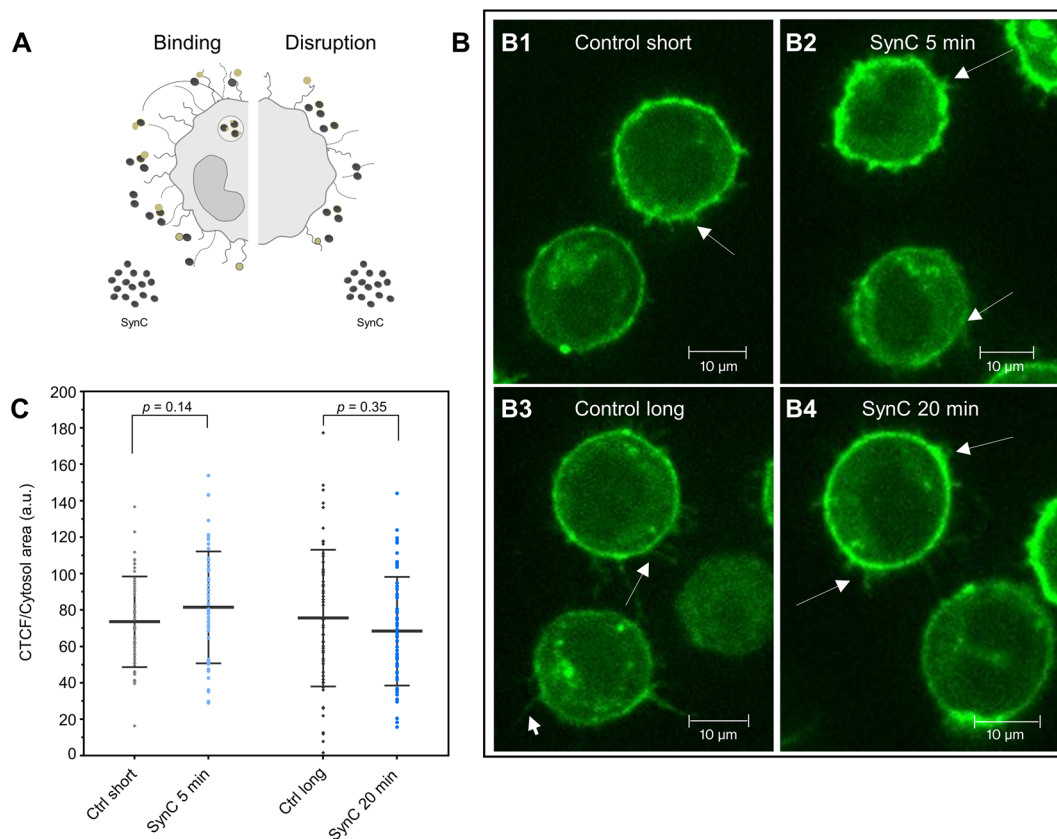 A
Binding Disruption
SynC SynC
B
B1 Control short
10 µm
B2 SynC 5 min
10 µm
B3 Control long
10 µm
B4 SynC 20 min
10 µm
C
p = 0.14
p = 0.35
CTCF/Cytosol area (a.u.)
200
180
160
140
120
100
80
60
40
20
0
Ctrl short
SynC 5 min
Ctrl long
SynC 20 min